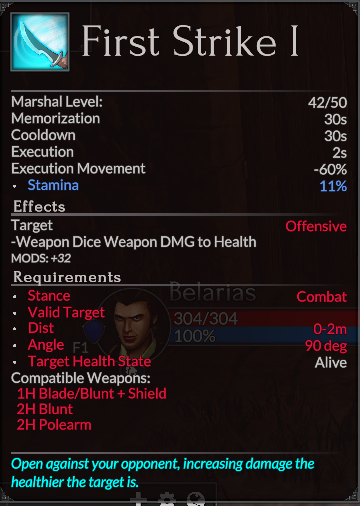 First Strike I
Marshal Level: 42/50
Memorization 30s
Cooldown 30s
Execution 2s
Execution Movement -60%
• Stamina 11%
Effects
Target Offensive
-Weapon Dice Weapon DMG to Health
MODS: +32
Requirements
• Stance Combat
• Valid Target
• Dist 0-2m
• Angle 90 deg
• Target Health State Alive
Belarias
304/304
100%
F1
Compatible Weapons:
1H Blade/Blunt + Shield
2H Blunt
2H Polearm
Open against your opponent, increasing damage the
healthier the target is.